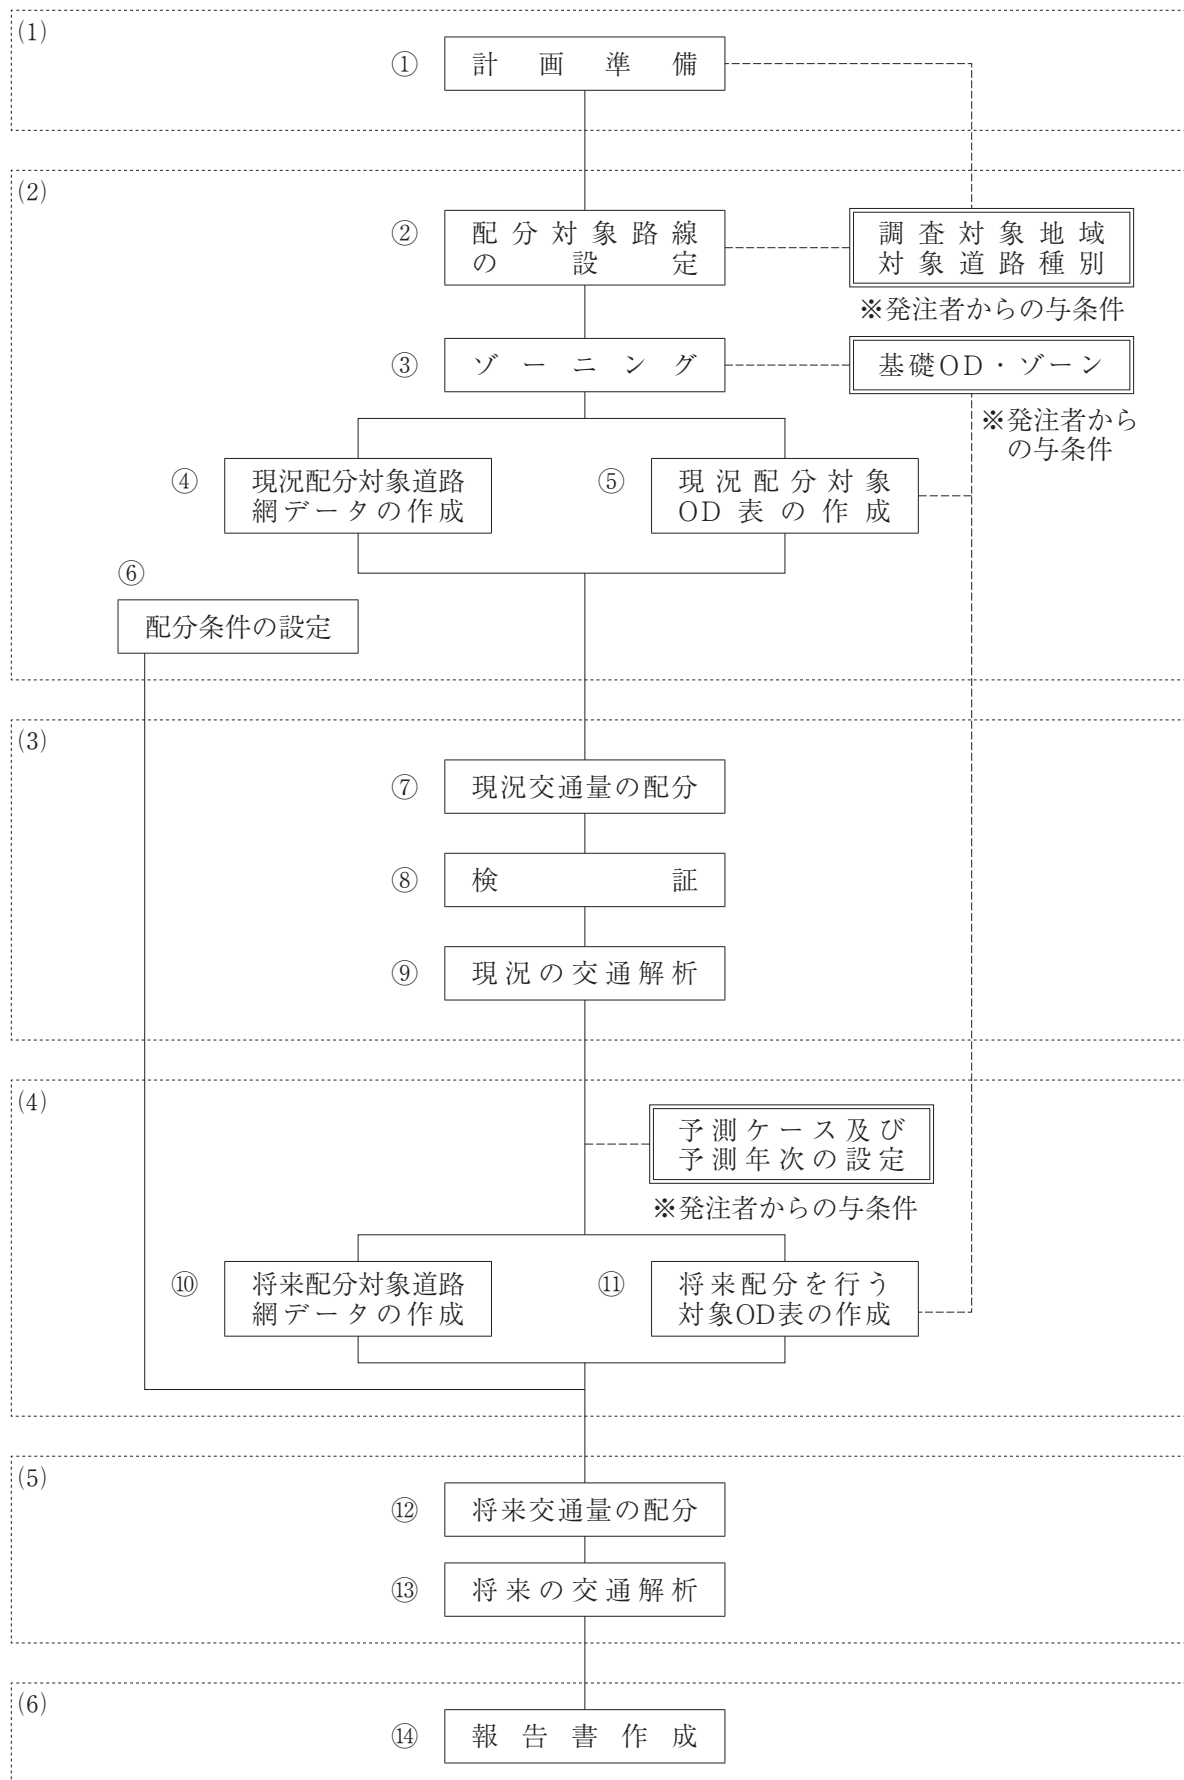 (1)
① 計画準備
(2)
② 配分対象路線
の設定
調査対象地域
対象道路種別
※発注者からの与条件
③ ゾーニング
基礎OD・ゾーン
※発注者から
の与条件
④ 現況配分対象道路
網データの作成
⑤ 現況配分対象
OD表の作成
⑥
配分条件の設定
(3)
⑦ 現況交通量の配分
⑧ 検証
⑨ 現況の交通解析
(4)
予測ケース及び
予測年次の設定
※発注者からの与条件
⑩ 将来配分対象道路
網データの作成
⑪ 将来配分を行う
対象OD表の作成
(5)
⑫ 将来交通量の配分
⑬ 将来の交通解析
(6)
⑭ 報告書作成